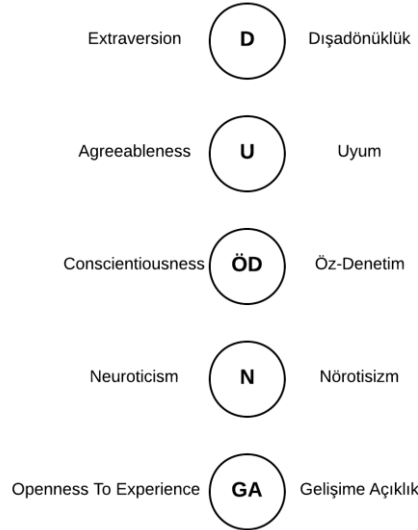 Extraversion D Dışadönüklük
Agreeableness U Uyum
Conscientiousness ÖD Öz-Denetim
Neuroticism N Nörotisizm
Openness To Experience GA Gelişime Açıklık